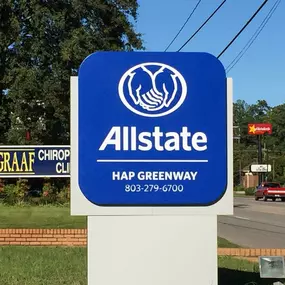 Allstate
HAP GREENWAY
803-279-6700
GRAAF CHIROP
CLI